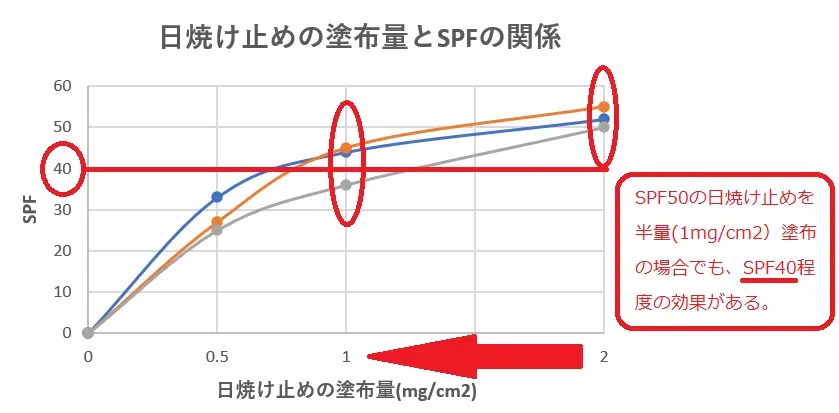 日焼け止めの塗布量とSPFの関係
60
50
40
30
20
10
0
SPF
0
0.5
1
2
日焼け止めの塗布量(mg/cm2)
SPF50の日焼け止めを
半量(1mg/cm2）塗布
の場合でも、SPF40程
度の効果がある。